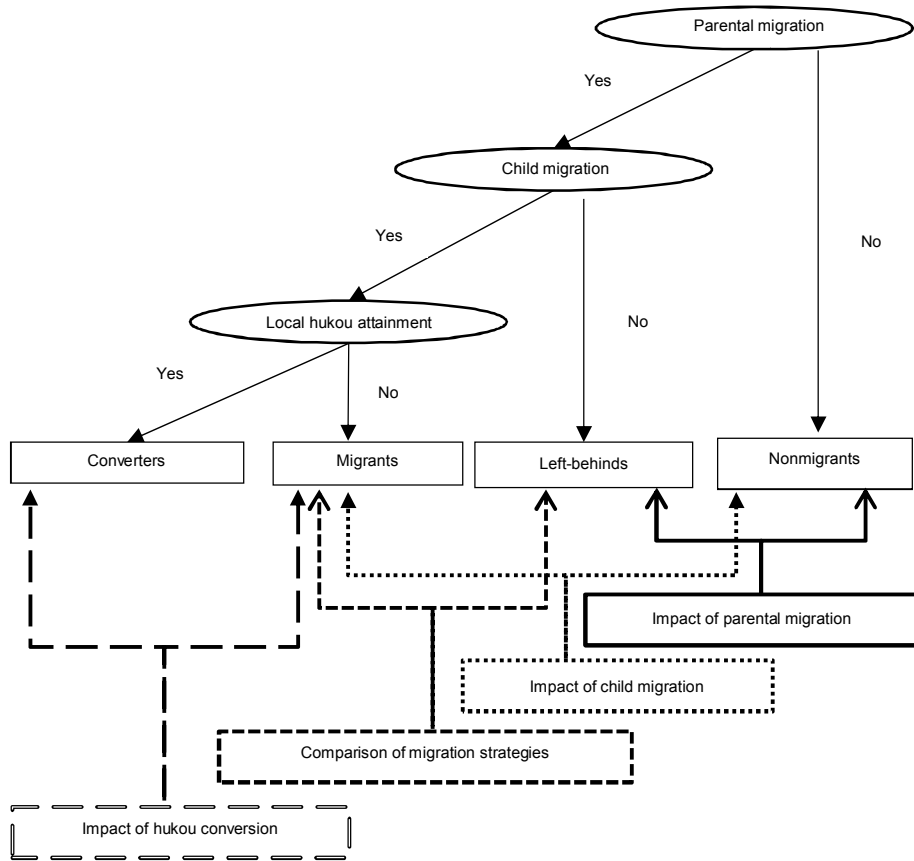 Parental migration
Yes
Child migration
Yes
No
Local hukou attainment
No
Yes
No
Converters
Migrants
Left-behinds
Nonmigrants
Impact of parental migration
Impact of child migration
Comparison of migration strategies
Impact of hukou conversion